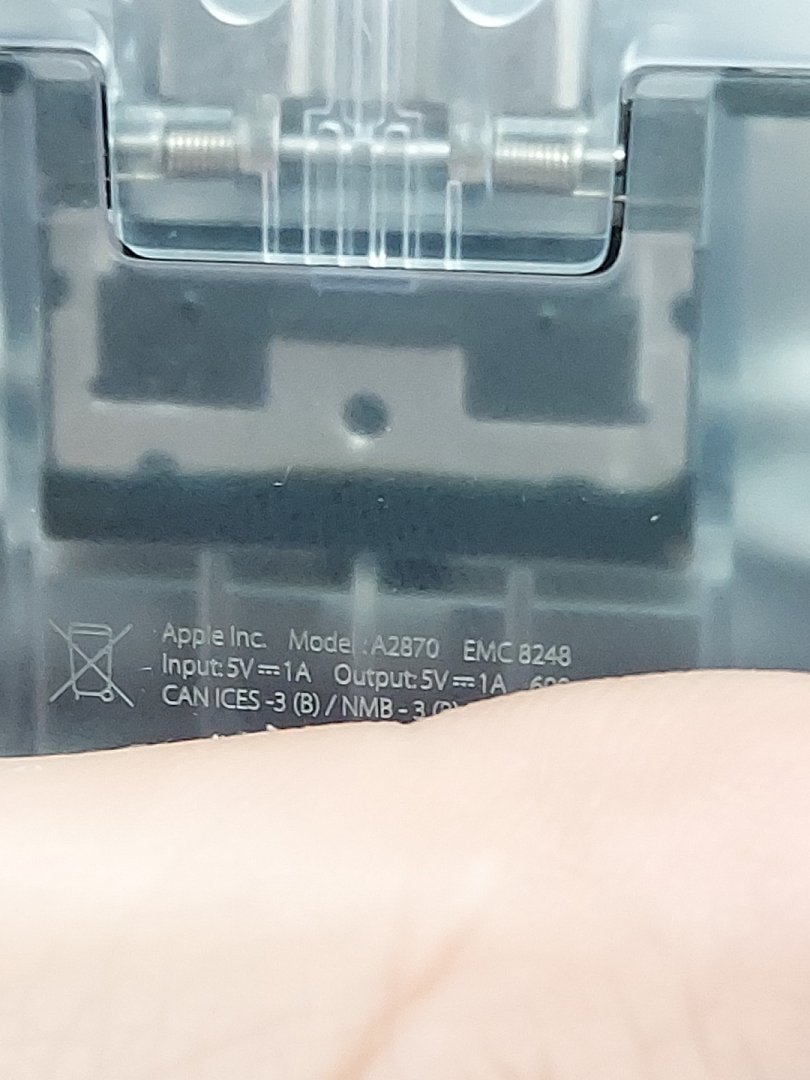 Apple Inc. Model: A2870 EMC 8248
Input: 5V⎓1A Output: 5V⎓1A
CAN ICES -3 (B) / NMB - 3